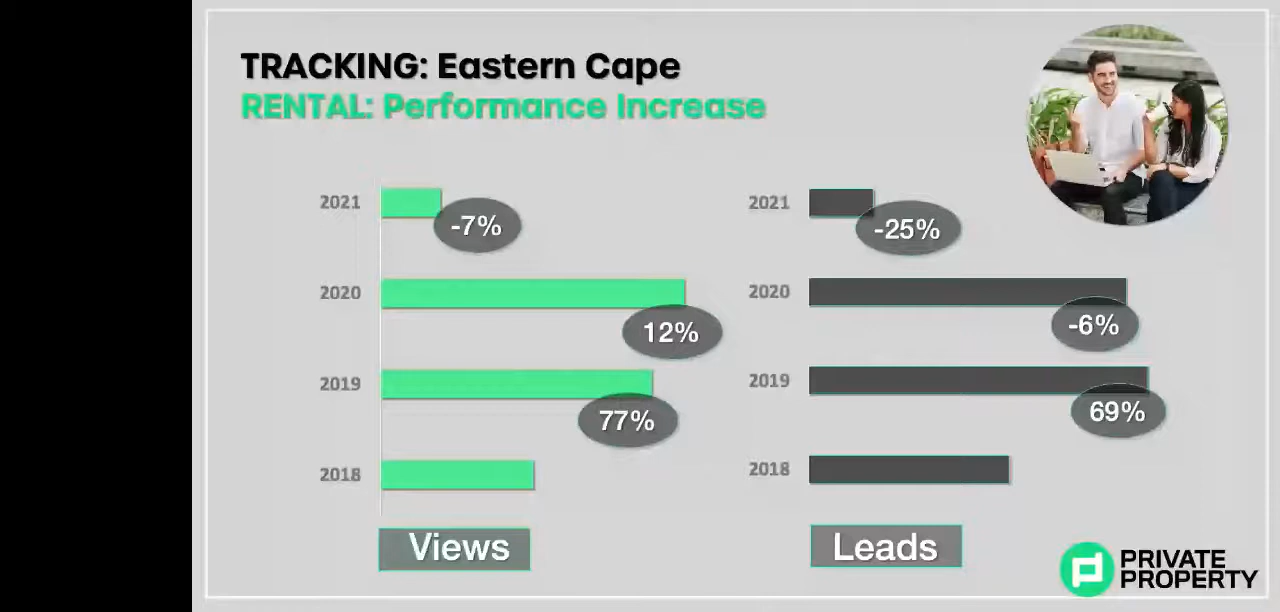 TRACKING: Eastern Cape
RENTAL: Performance Increase
2021
-7%
2020
12%
2019
77%
2018
Views
2021
-25%
2020
-6%
2019
69%
2018
Leads
PRIVATE
PROPERTY